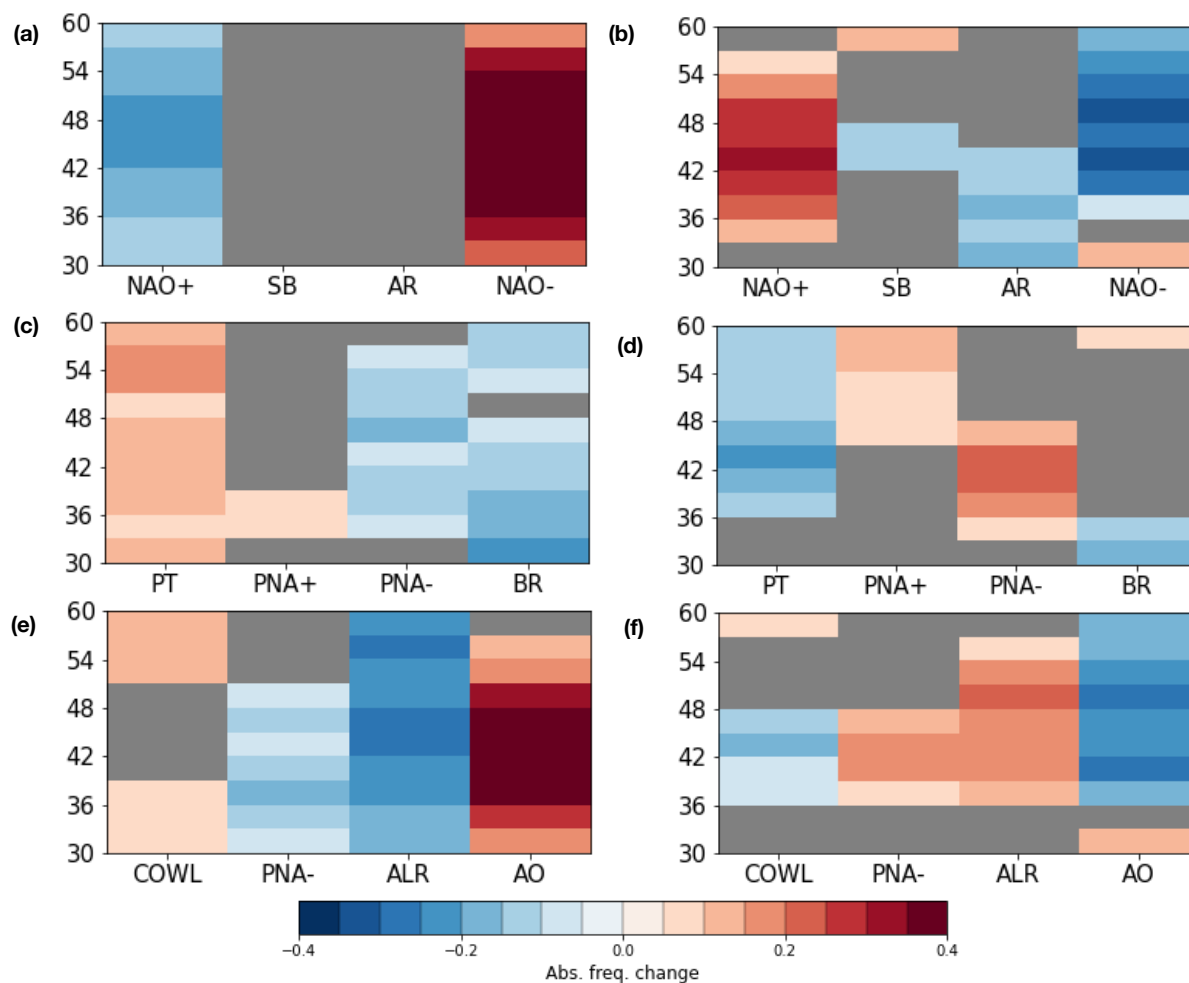 (a)
60
54
48
42
36
30
NAO+ SB AR NAO-
(b)
60
54
48
42
36
30
NAO+ SB AR NAO-
(c)
60
54
48
42
36
30
PT PNA+ PNA- BR
(d)
60
54
48
42
36
30
PT PNA+ PNA- BR
(e)
60
54
48
42
36
30
COWL PNA- ALR AO
(f)
60
54
48
42
36
30
COWL PNA- ALR AO
−0.4 −0.2 0.0 0.2 0.4
Abs. freq. change